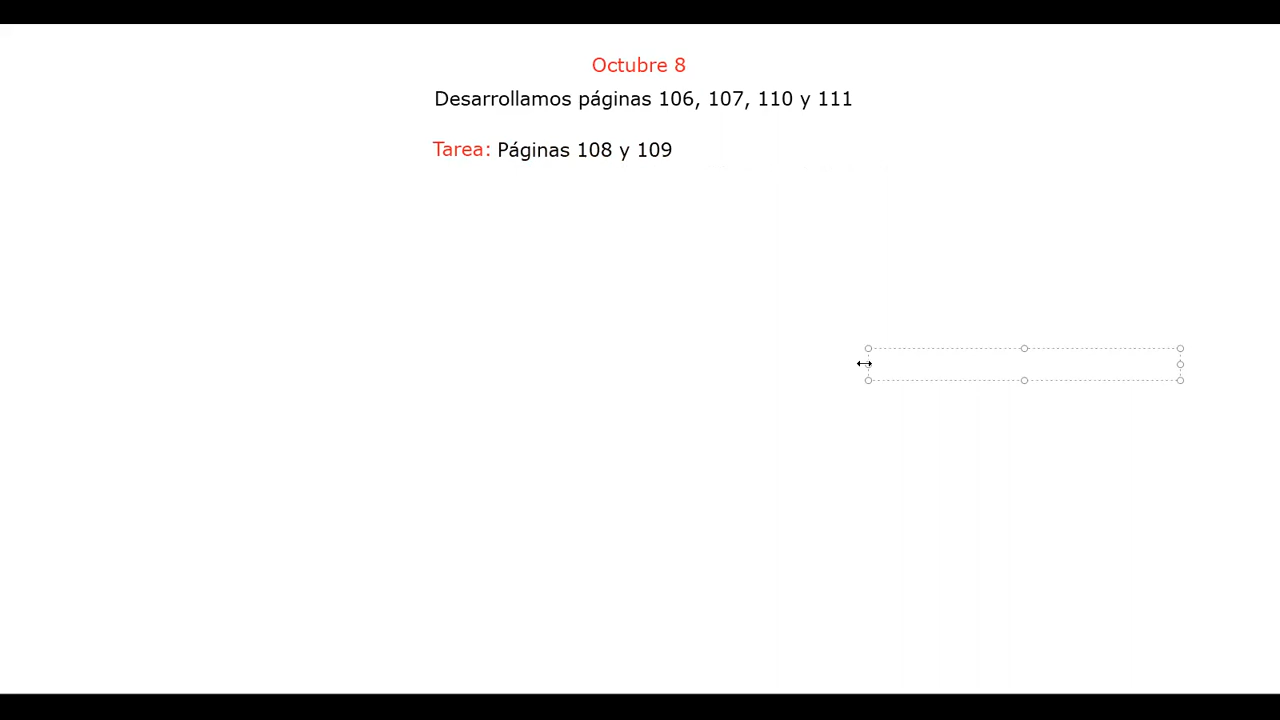 Octubre 8
Desarrollamos páginas 106, 107, 110 y 111
Tarea: Páginas 108 y 109